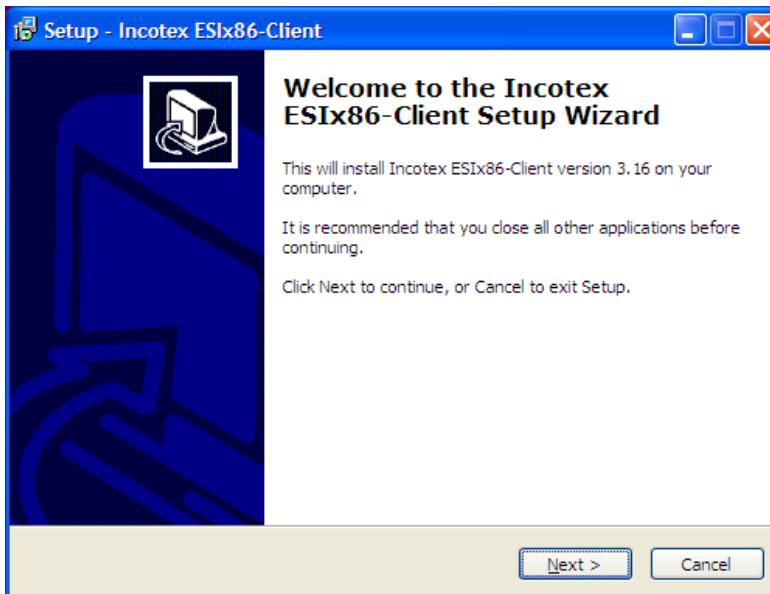 Setup - Incotex ESIx86-Client
Welcome to the Incotex
ESIx86-Client Setup Wizard
This will install Incotex ESIx86-Client version 3.16 on your
computer.
It is recommended that you close all other applications before
continuing.
Click Next to continue, or Cancel to exit Setup.
Next >
Cancel